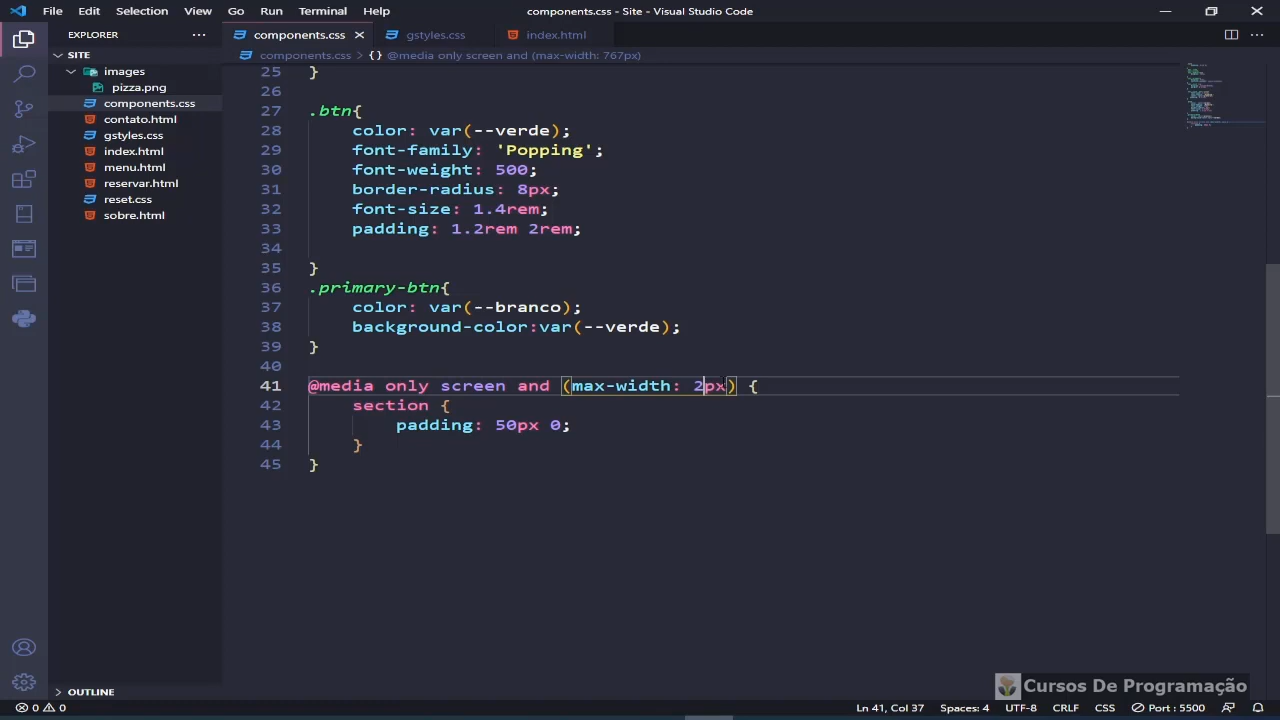 File Edit Selection View Go Run Terminal Help components.css - Site - Visual Studio Code
EXPLORER ···
components.css × gstyles.css index.html ···
SITE
components.css > {} @media only screen and (max-width: 767px)
images
pizza.png
components.css
contato.html
gstyles.css
index.html
menu.html
reservar.html
reset.css
sobre.html
25 }
26
27 .btn{
28 color: var(--verde);
29 font-family: 'Popping';
30 font-weight: 500;
31 border-radius: 8px;
32 font-size: 1.4rem;
33 padding: 1.2rem 2rem;
34
35 }
36 .primary-btn{
37 color: var(--branco);
38 background-color:var(--verde);
39 }
40
41 @media only screen and (max-width: 2px) {
42 section {
43 padding: 50px 0;
44 }
45 }
OUTLINE
Cursos De Programação
0 0 Ln 41, Col 37 Spaces: 4 UTF-8 CRLF CSS Port : 5500